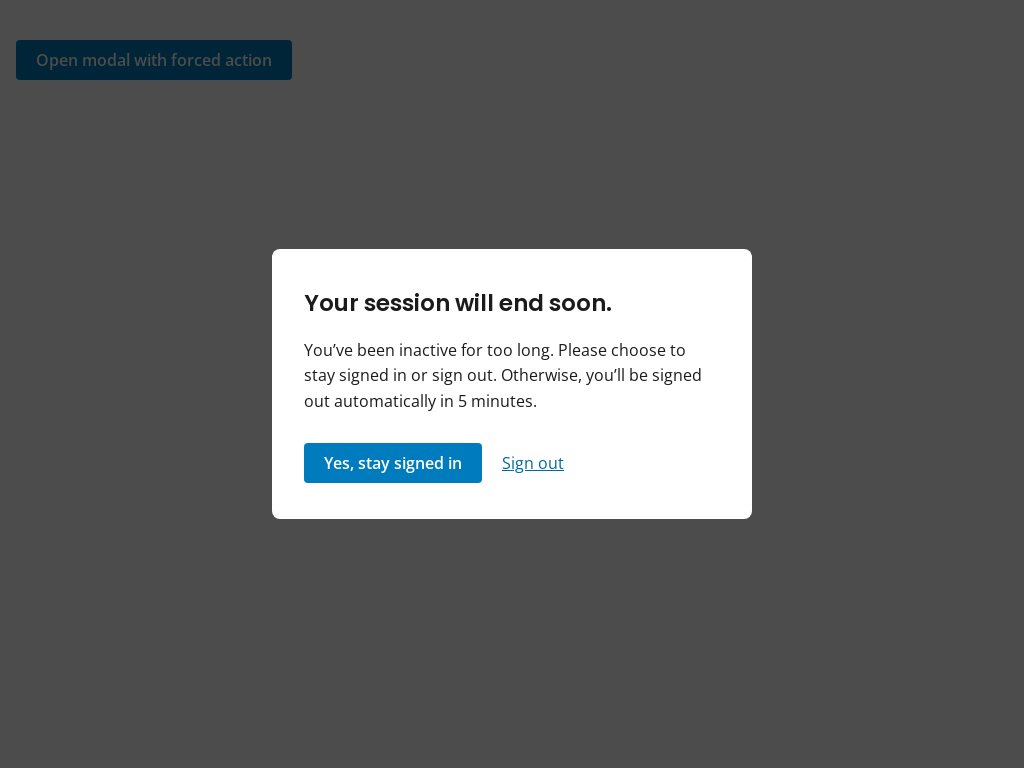 Open modal with forced action
Your session will end soon.
You’ve been inactive for too long. Please choose to
stay signed in or sign out. Otherwise, you’ll be signed
out automatically in 5 minutes.
Yes, stay signed in
Sign out